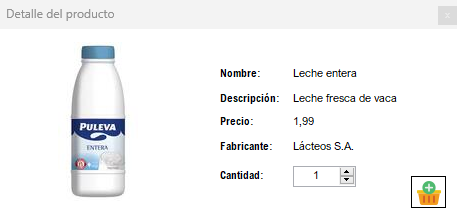 Detalle del producto
x
PULEVA
ENTERA
Nombre: Leche entera
Descripción: Leche fresca de vaca
Precio: 1,99
Fabricante: Lácteos S.A.
Cantidad: 1